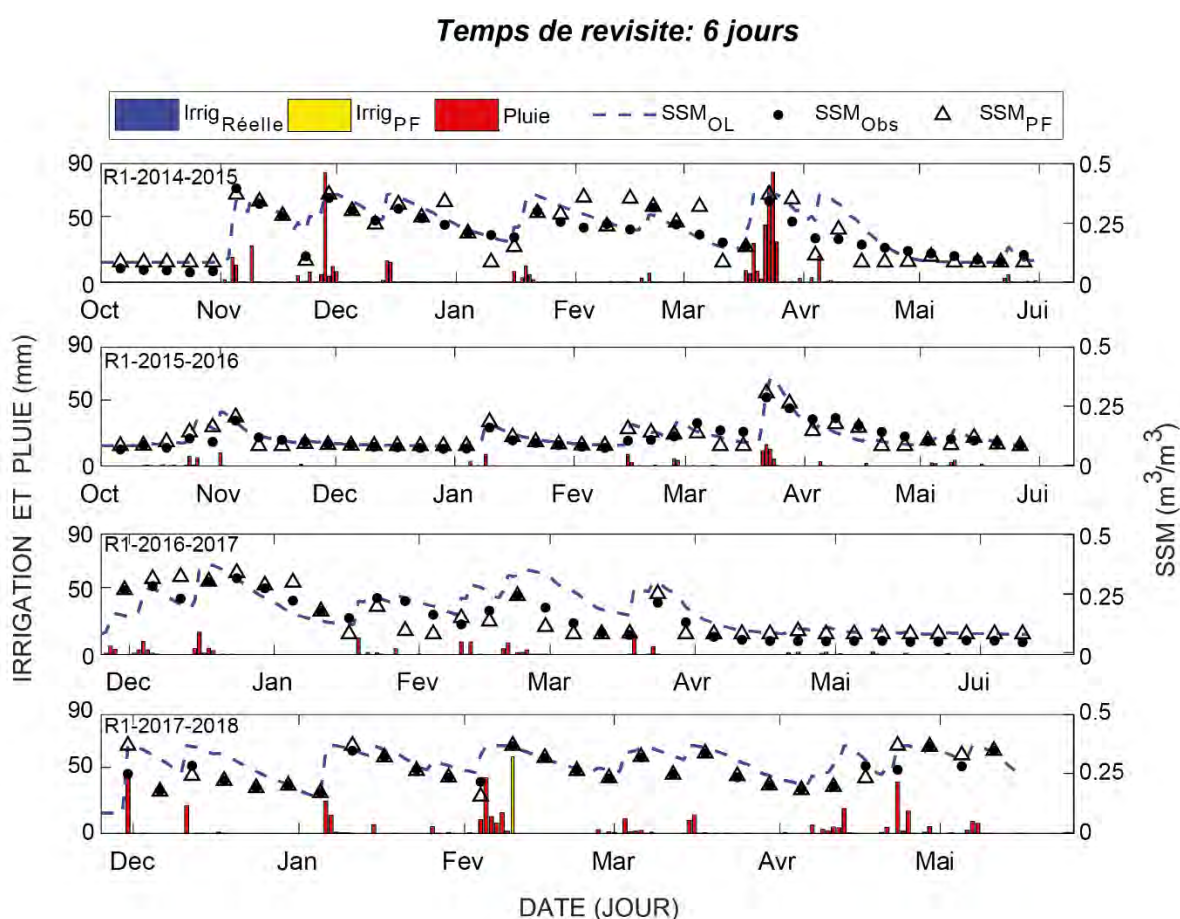 Temps de revisite: 6 jours
Irrig Réelle Irrig PF Pluie SSM OL SSM Obs SSM PF
IRRIGATION ET PLUIE (mm)
R1-2014-2015
90
50
0
0.5
0.25
0
Oct Nov Dec Jan Fev Mar Avr Mai Jui
R1-2015-2016
90
50
0
0.5
0.25
0
Oct Nov Dec Jan Fev Mar Avr Mai Jui
R1-2016-2017
90
50
0
0.5
0.25
0
Dec Jan Fev Mar Avr Mai Jui
R1-2017-2018
90
50
0
0.5
0.25
0
Dec Jan Fev Mar Avr Mai
SSM (m³/m³)
DATE (JOUR)